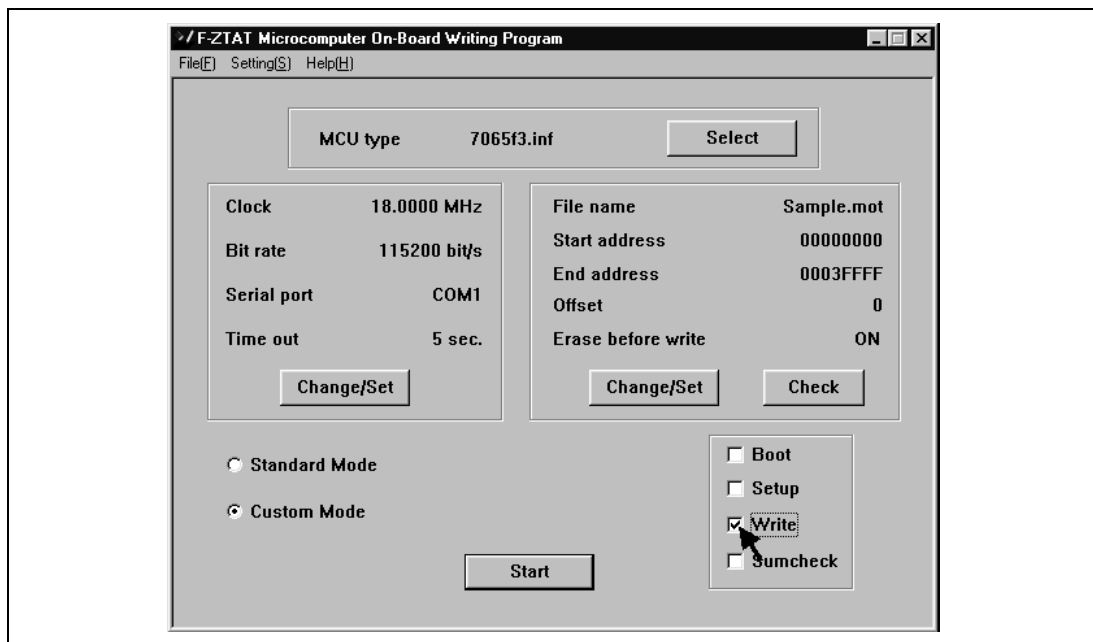 F-ZTAT Microcomputer On-Board Writing Program
File(F) Setting(S) Help(H)
MCU type 7065f3.inf Select
Clock 18.0000 MHz
Bit rate 115200 bit/s
Serial port COM1
Time out 5 sec.
Change/Set
File name Sample.mot
Start address 00000000
End address 0003FFFF
Offset 0
Erase before write ON
Change/Set Check
Standard Mode
Custom Mode
Boot
Setup
Write
Sumcheck
Start